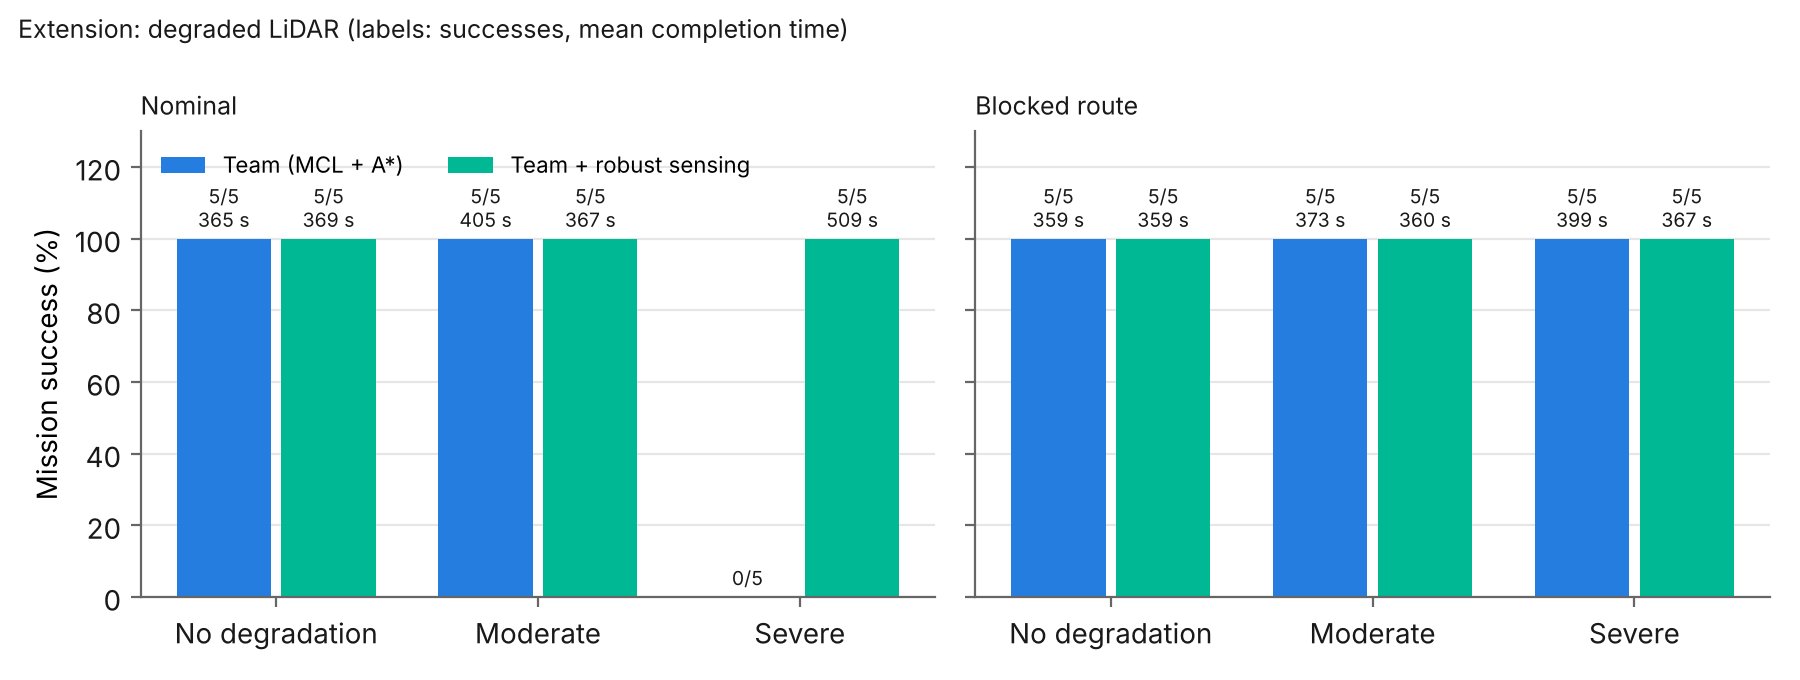 Extension: degraded LiDAR (labels: successes, mean completion time)
Nominal
Blocked route
Team (MCL + A*)
Team + robust sensing
Mission success (%)
120
100
80
60
40
20
0
5/5
365 s
5/5
369 s
5/5
405 s
5/5
367 s
0/5
5/5
509 s
No degradation
Moderate
Severe
5/5
359 s
5/5
359 s
5/5
373 s
5/5
360 s
5/5
399 s
5/5
367 s
No degradation
Moderate
Severe